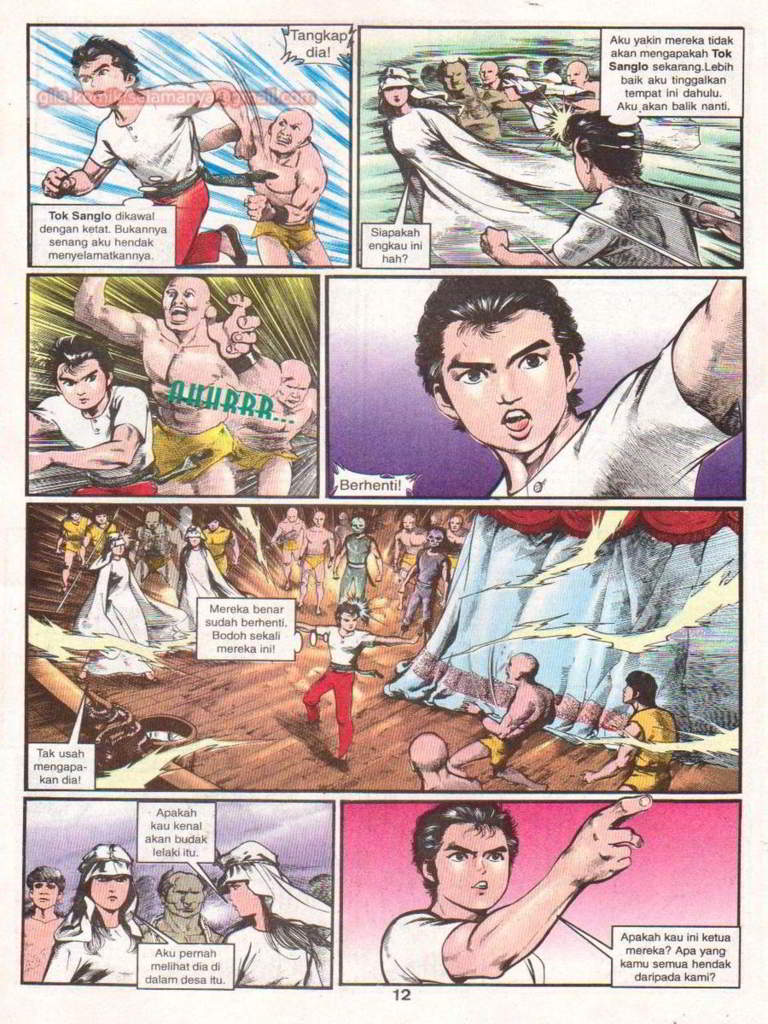 Tangkap
dia!
gila.komik.selamanya@gmail.com
Tok Sanglo dikawal
dengan ketat. Bukannya
senang aku hendak
menyelamatkannya.
Aku yakin mereka tidak
akan mengapakah Tok
Sanglo sekarang.Lebih
baik aku tinggalkan
tempat ini dahulu.
Aku akan balik nanti.
Siapakah
engkau ini
hah?
AHHRRR...
Berhenti!
Mereka benar
sudah berhenti.
Bodoh sekali
mereka ini!
Tak usah
mengapa-
kan dia!
Apakah
kau kenal
akan budak
lelaki itu.
Aku pernah
melihat dia di
dalam desa itu.
Apakah kau ini ketua
mereka? Apa yang
kamu semua hendak
daripada kami?
12